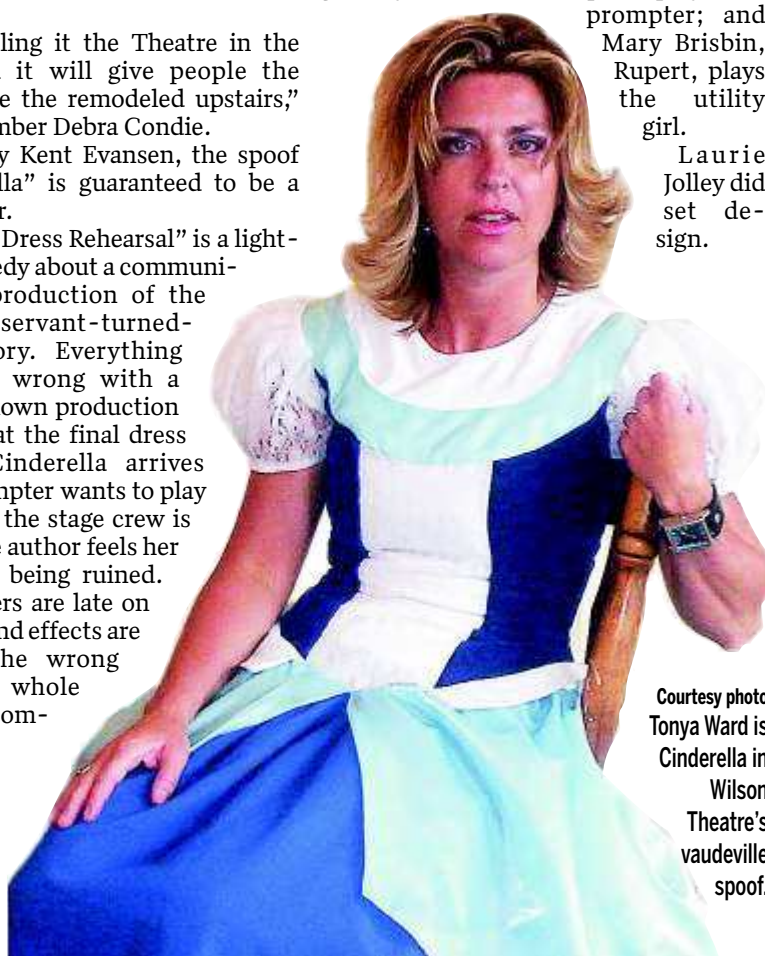 ling it the Theatre in the
it will give people the
e the remodeled upstairs,”
mber Debra Condie.
y Kent Evansen, the spoof
lla” is guaranteed to be a
r.
Dress Rehearsal” is a light-
edy about a communi-
production of the
servant-turned-
ory. Everything
wrong with a
own production
at the final dress
Cinderella arrives
mpter wants to play
the stage crew is
e author feels her
being ruined.
ers are late on
nd effects are
he wrong
whole
om-
prompter; and
Mary Brisbin,
Rupert, plays
the utility
girl.
Laurie
Jolley did
set de-
sign.
Courtesy photo
Tonya Ward is
Cinderella in
Wilson
Theatre’s
vaudeville
spoof.